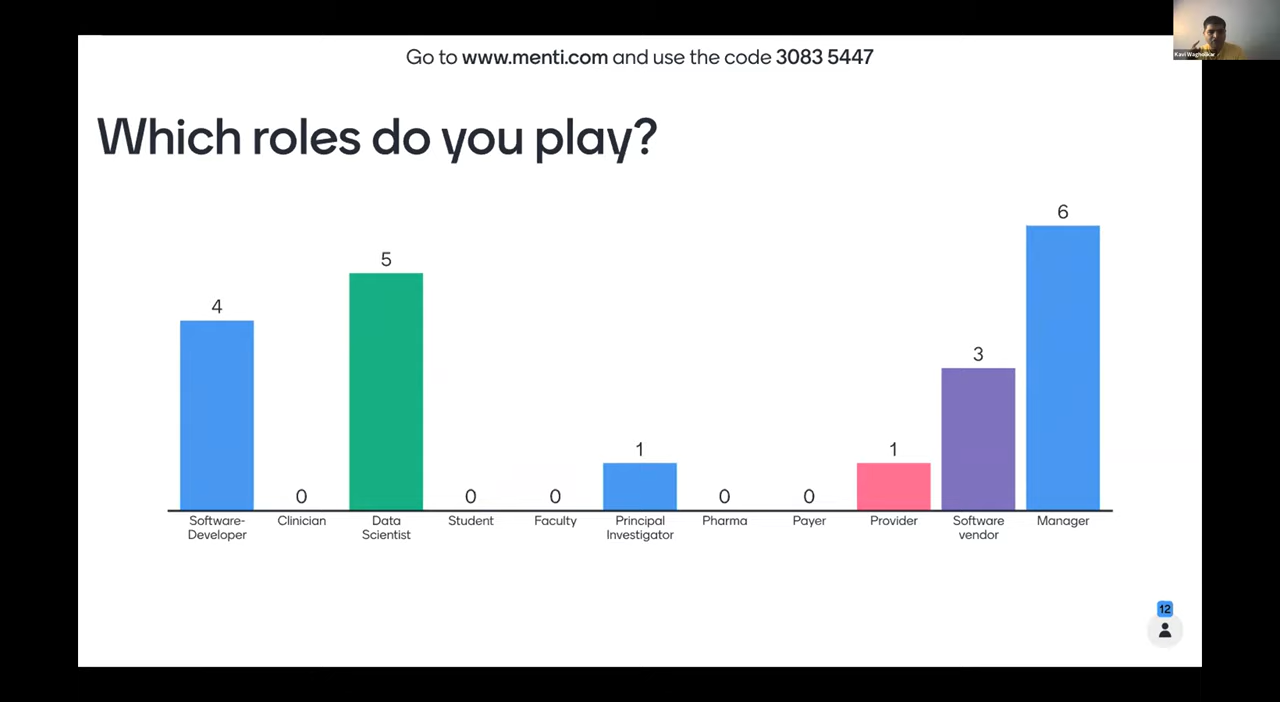 Go to www.menti.com and use the code 3083 5447
Which roles do you play?
4
0
5
0
0
1
0
0
1
3
6
Software-
Developer
Clinician
Data
Scientist
Student
Faculty
Principal
Investigator
Pharma
Payer
Provider
Software
vendor
Manager
12